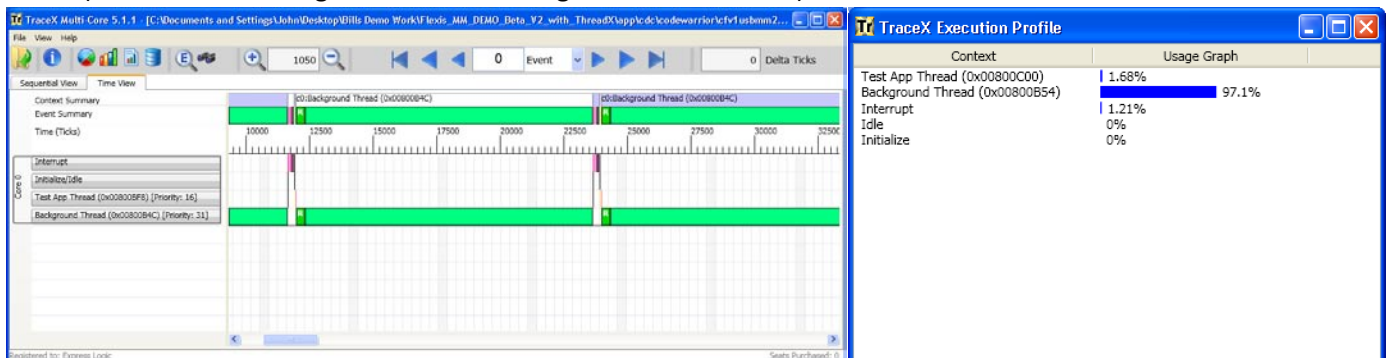 TraceX Multi-Core 5.1.1 - [C:\Documents and Settings\John\Desktop\Bills Demo Work\Flexis_MM_DEMO_Beta_V2_with_ThreadX\app\cdc\codewarrior\cfv1usbmm2...
File View Help
1050 0 Event 0 Delta Ticks
Sequential View Time View
Context Summary c0:Background Thread (0x00800B4C) c0:Background Thread (0x00800B4C)
Event Summary
Time (Ticks) 10000 12500 15000 17500 20000 22500 25000 27500 30000 32500
Core 0
Interrupt
Initialize/Idle
Test App Thread (0x00800BF8) [Priority: 16]
Background Thread (0x00800B4C) [Priority: 31]
Registered to: Express Logic Seats Purchased: 0
TraceX Execution Profile
Context Usage Graph
Test App Thread (0x00800C00) 1.68%
Background Thread (0x00800B54) 97.1%
Interrupt 1.21%
Idle 0%
Initialize 0%